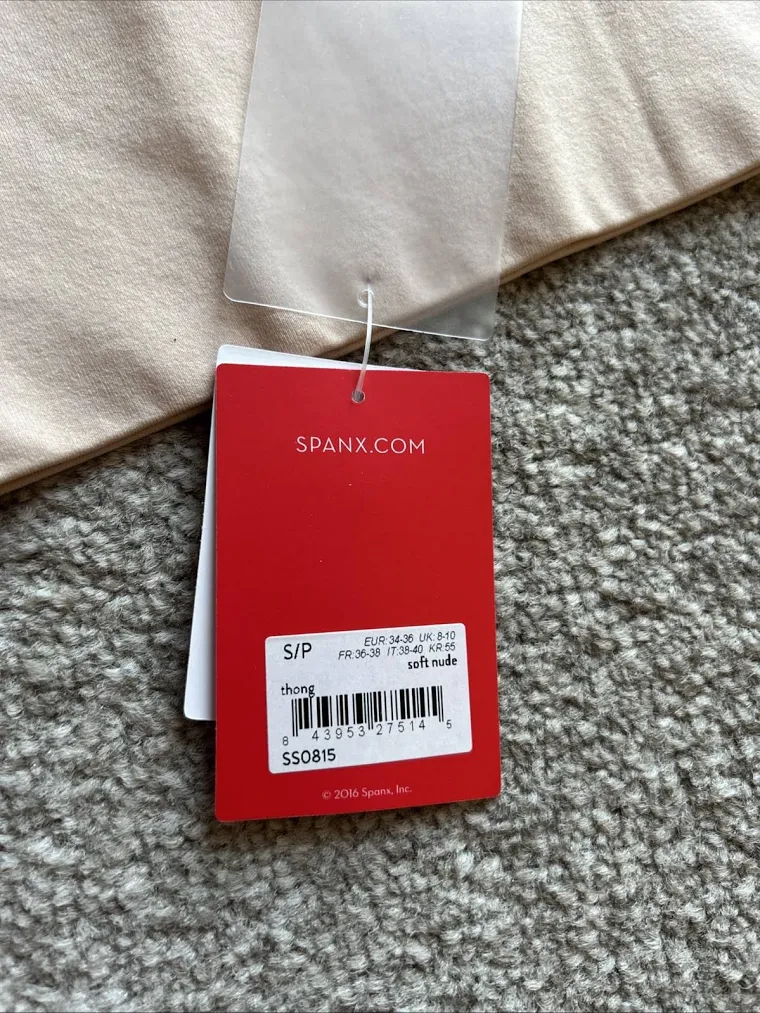 SPANX.COM
S/P
EUR:34-36 UK:8-10
FR:36-38 IT:38-40 KR:55
soft nude
thong
8 43953 27514 5
SS0815
© 2016 Spanx, Inc.